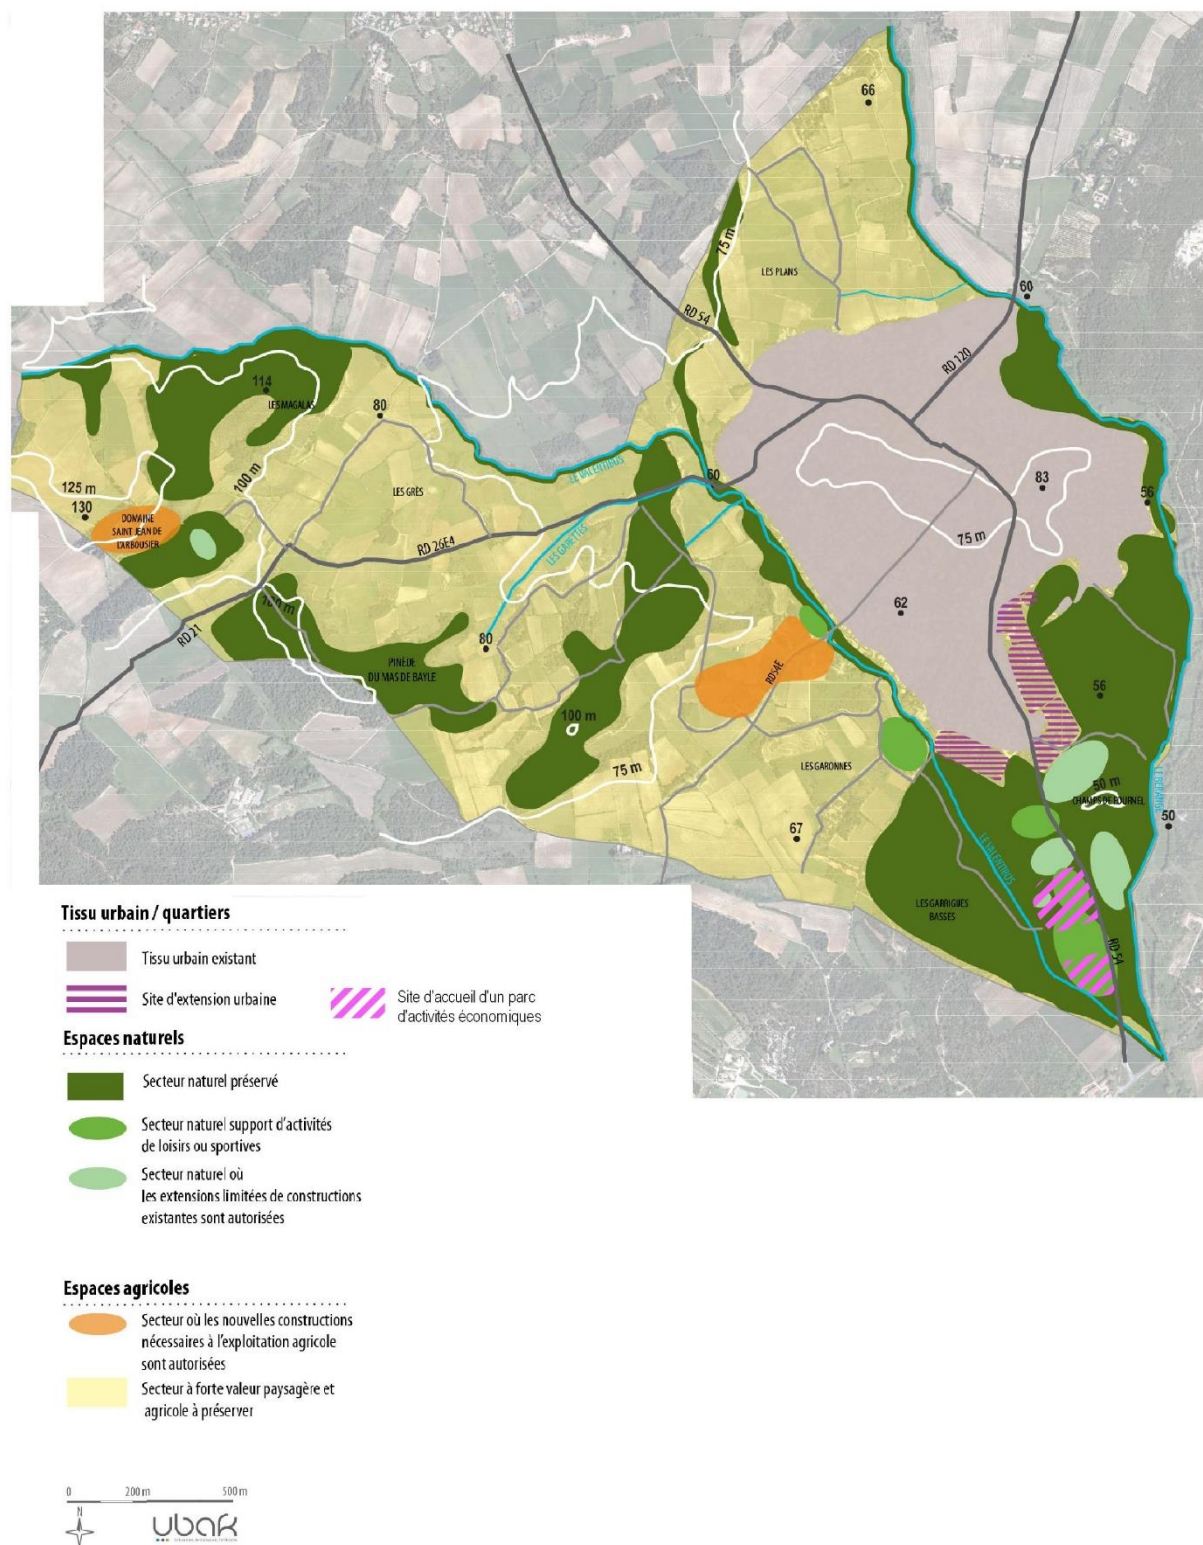 66
LES PLANS
75 m
RD 54
60
RD 120
114
LES MAGALAS
80
100 m
LES GRÈS
LE VALENTIBUS
60
83
56
75 m
125 m
130
DOMAINE
SAINT JEAN DE
L'ARBOUSIER
RD 26E4
LES GARETTES
62
100 m
RD 21
80
PINÈDE
DU MAS DE BAYLE
RD54E
56
100 m
75 m
LES GARONNES
50 m
CHAMPS DE FOURNEL
67
50
LE VALENTIBUS
LES GARRIGUES
BASSES
RD 54
Tissu urbain / quartiers
Tissu urbain existant
Site d'extension urbaine
Site d'accueil d'un parc
d'activités économiques
Espaces naturels
Secteur naturel préservé
Secteur naturel support d'activités
de loisirs ou sportives
Secteur naturel où
les extensions limitées de constructions
existantes sont autorisées
Espaces agricoles
Secteur où les nouvelles constructions
nécessaires à l'exploitation agricole
sont autorisées
Secteur à forte valeur paysagère et
agricole à préserver
0 200 m 500 m
N
ubak